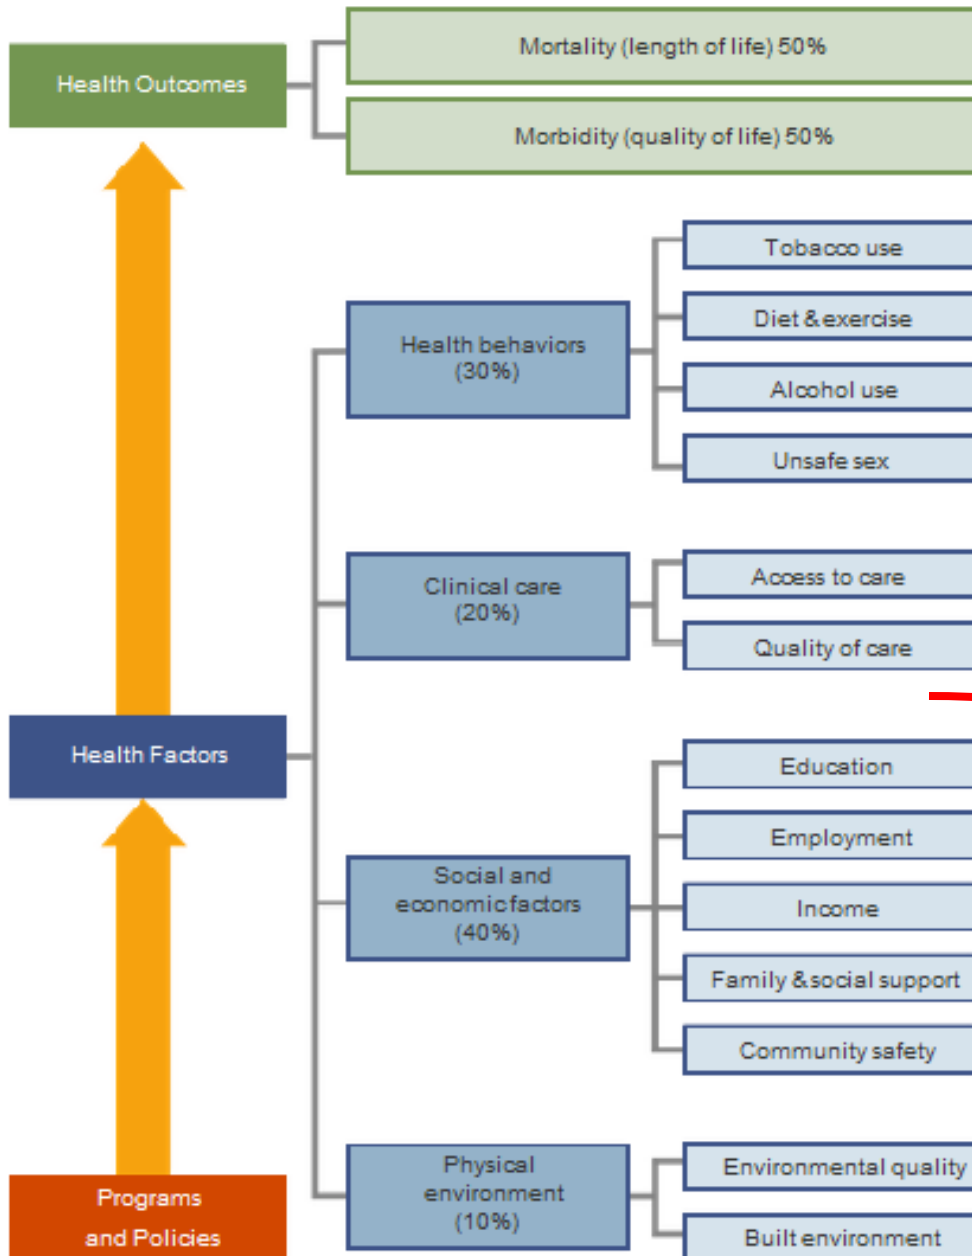 Health Outcomes
Mortality (length of life) 50%
Morbidity (quality of life) 50%
Health Factors
Health behaviors
(30%)
Tobacco use
Diet & exercise
Alcohol use
Unsafe sex
Clinical care
(20%)
Access to care
Quality of care
Social and
economic factors
(40%)
Education
Employment
Income
Family & social support
Community safety
Physical
environment
(10%)
Environmental quality
Built environment
Programs
and Policies